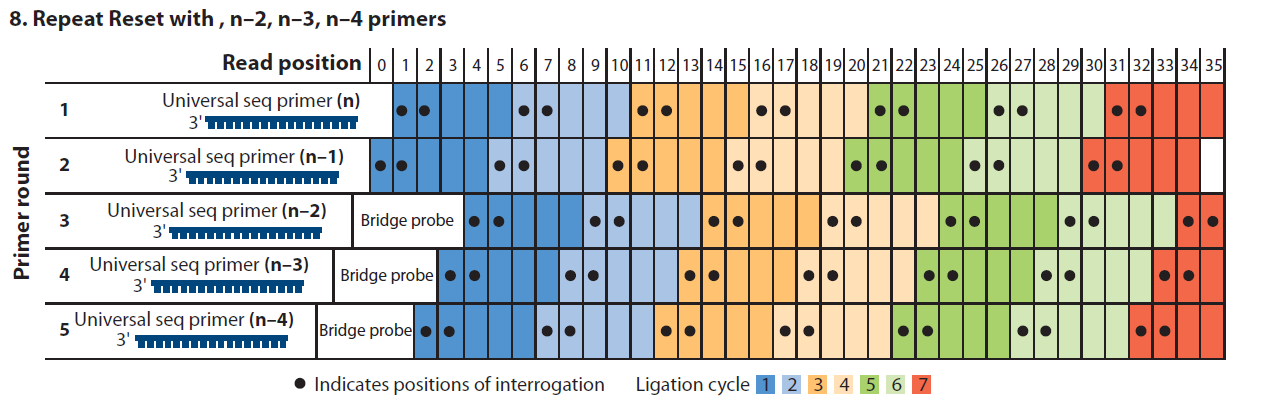 8. Repeat Reset with , n–2, n–3, n–4 primers
Read position 0 1 2 3 4 5 6 7 8 9 10 11 12 13 14 15 16 17 18 19 20 21 22 23 24 25 26 27 28 29 30 31 32 33 34 35
Primer round
1 Universal seq primer (n)
3'
2 Universal seq primer (n–1)
3'
3 Universal seq primer (n–2)
3'
Bridge probe
4 Universal seq primer (n–3)
3'
Bridge probe
5 Universal seq primer (n–4)
3'
Bridge probe
Indicates positions of interrogation Ligation cycle 1 2 3 4 5 6 7